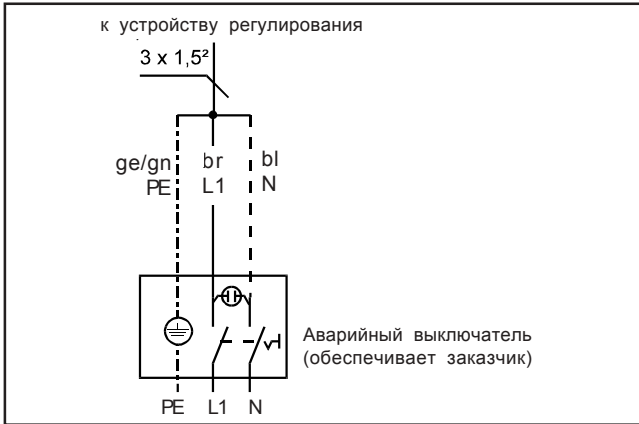 к устройству регулирования
3 x 1,5²
ge/gn br bl
PE L1 N
Аварийный выключатель
(обеспечивает заказчик)
PE L1 N